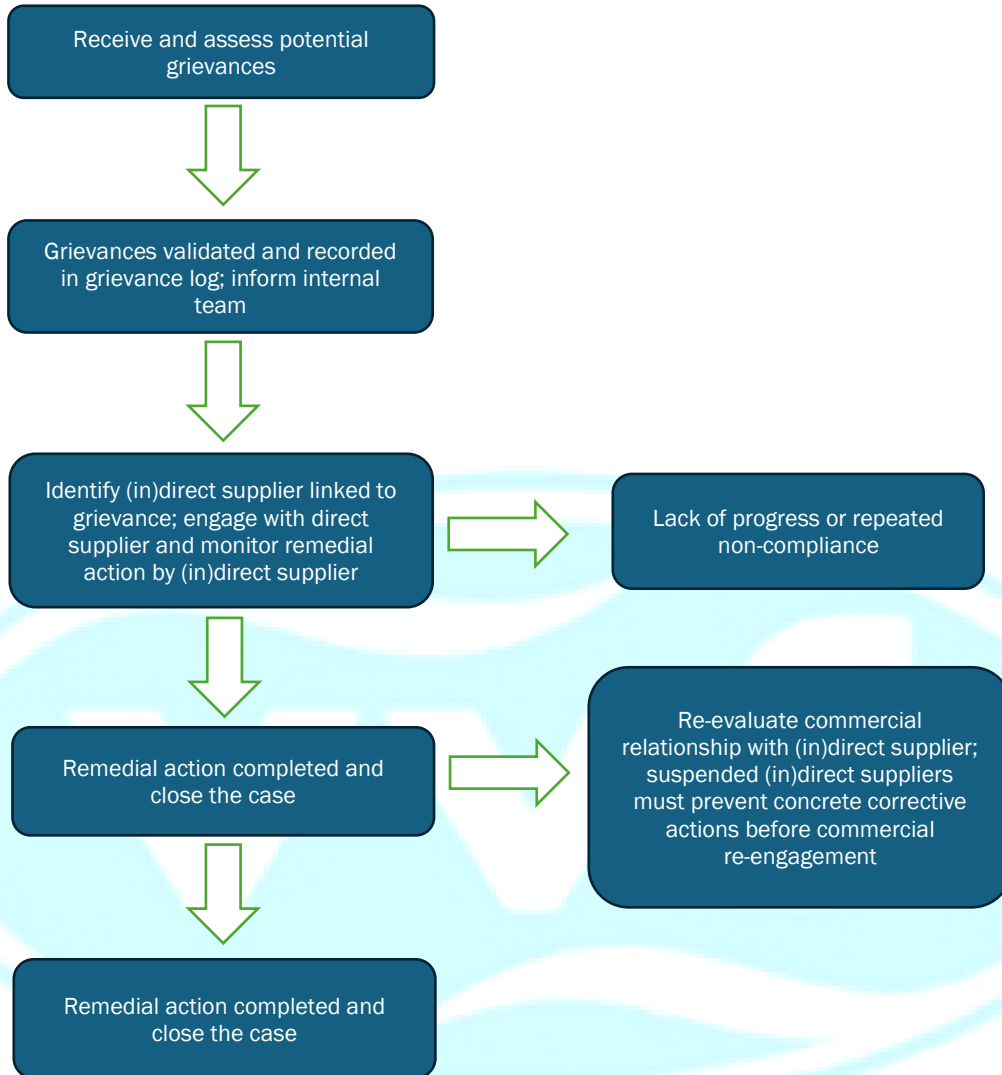 Receive and assess potential
grievances
Grievances validated and recorded
in grievance log; inform internal
team
Identify (in)direct supplier linked to
grievance; engage with direct
supplier and monitor remedial
action by (in)direct supplier
Lack of progress or repeated
non-compliance
Remedial action completed and
close the case
Re-evaluate commercial
relationship with (in)direct supplier;
suspended (in)direct suppliers
must prevent concrete corrective
actions before commercial
re-engagement
Remedial action completed and
close the case